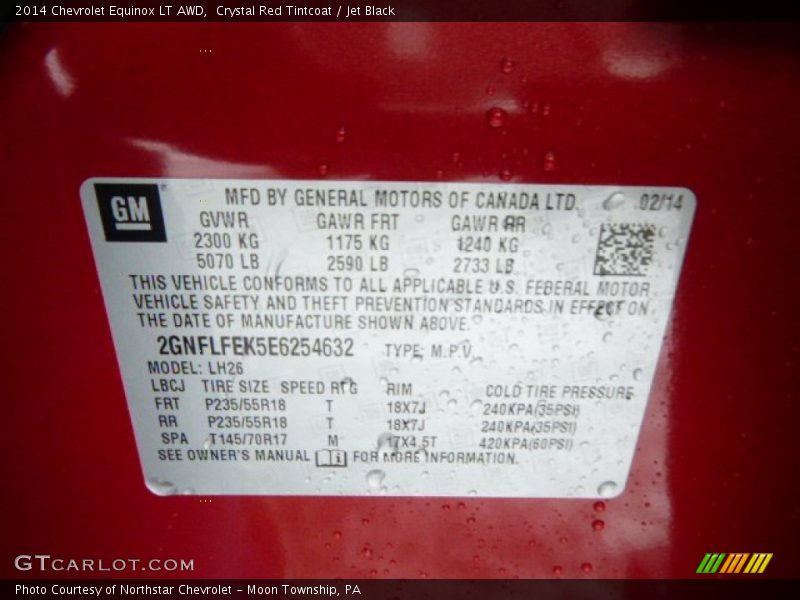 2014 Chevrolet Equinox LT AWD,  Crystal Red Tintcoat / Jet Black
GM
MFD BY GENERAL MOTORS OF CANADA LTD. 02/14
GVWR GAWR FRT GAWR RR
2300 KG 1175 KG 1240 KG
5070 LB 2590 LB 2733 LB
THIS VEHICLE CONFORMS TO ALL APPLICABLE U.S. FEDERAL MOTOR
VEHICLE SAFETY AND THEFT PREVENTION STANDARDS IN EFFECT ON
THE DATE OF MANUFACTURE SHOWN ABOVE.
2GNFLFEK5E6254632 TYPE: M.P.V.
MODEL: LH26
LBCJ TIRE SIZE SPEED RTG RIM COLD TIRE PRESSURE
FRT P235/55R18 T 18X7J 240KPA(35PSI)
RR P235/55R18 T 18X7J 240KPA(35PSI)
SPA T145/70R17 M 17X4.5T 420KPA(60PSI)
SEE OWNER'S MANUAL FOR MORE INFORMATION.
GTCARLOT.COM
Photo Courtesy of Northstar Chevrolet - Moon Township, PA